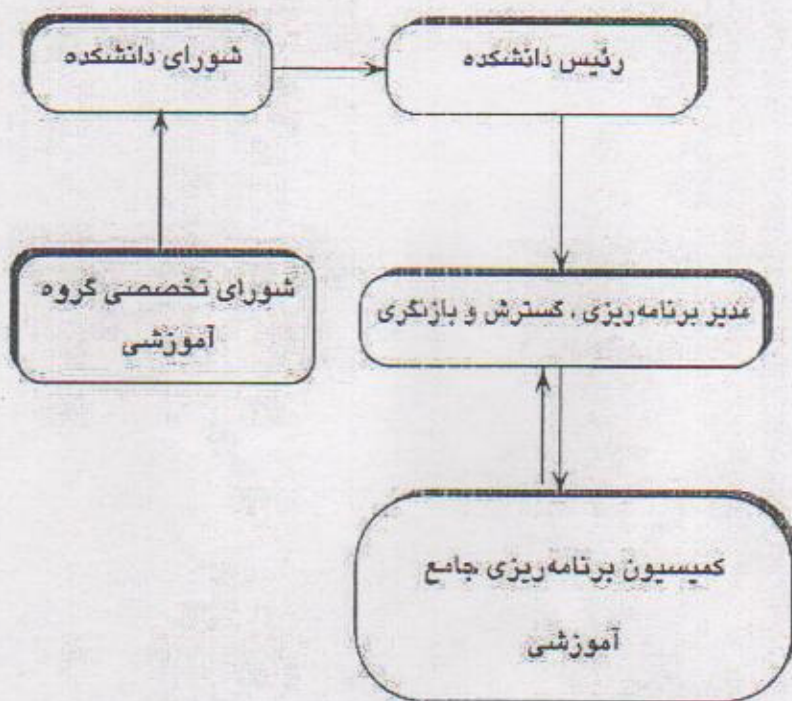 شورای دانشکده
رئیس دانشکده
شورای تخصصی گروه
آموزشی
مدیر برنامه‌ریزی ، گسترش و بازنگری
کمیسیون برنامه‌ریزی جامع
آموزشی